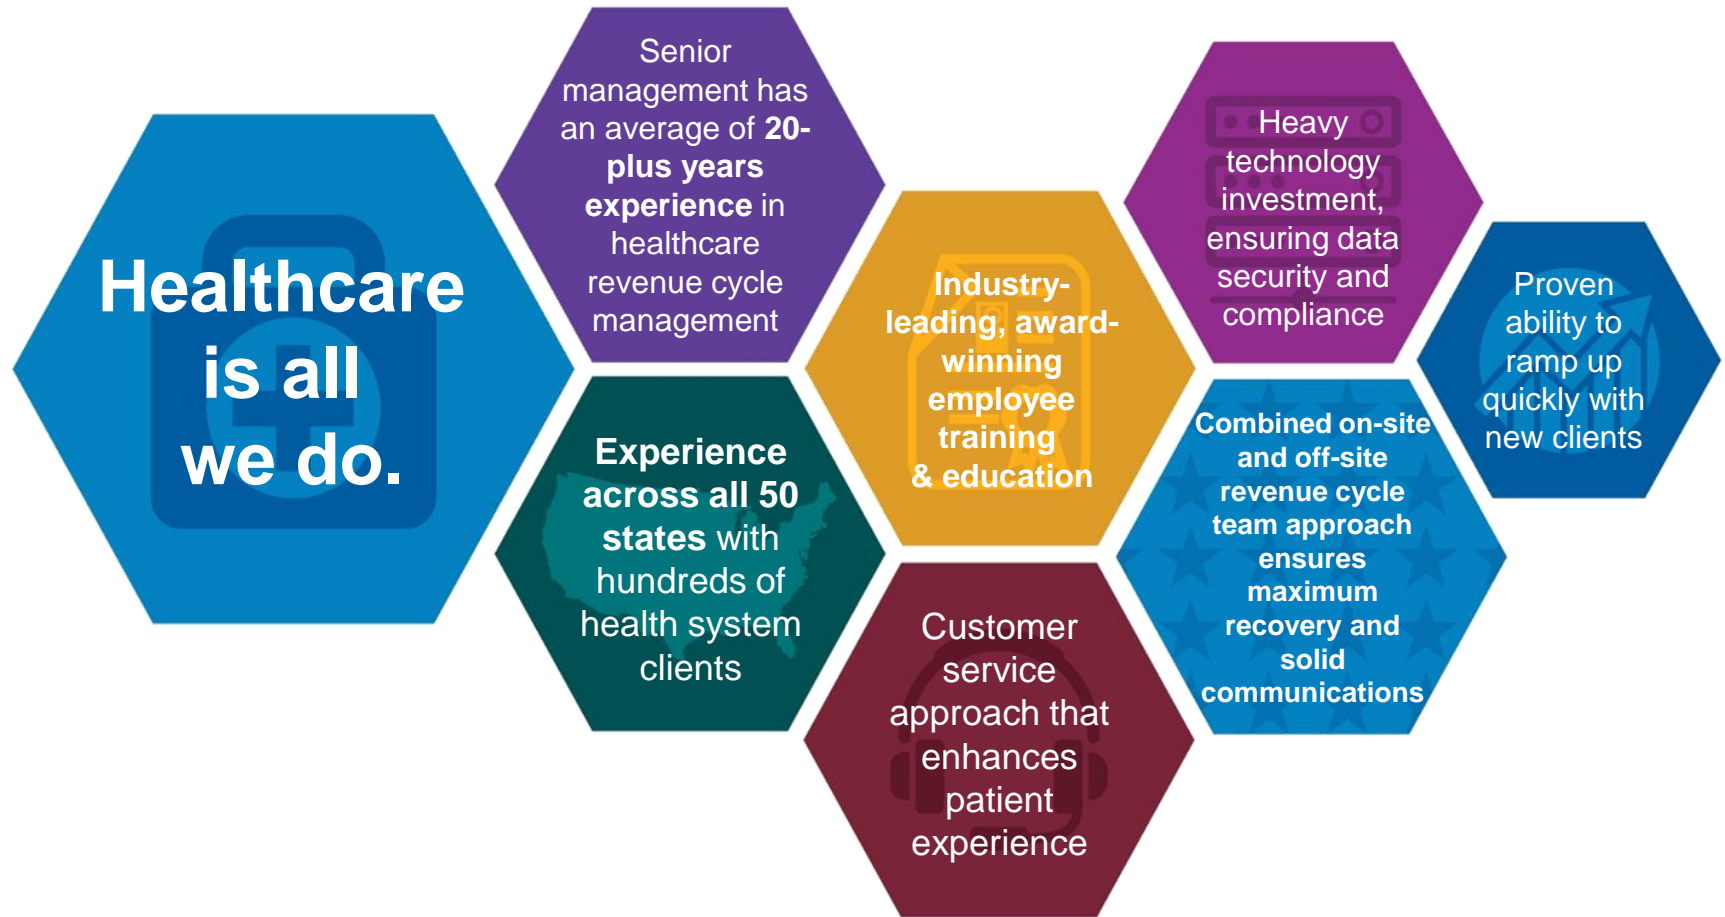 Healthcare
is all
we do.
Senior
management has
an average of 20-
plus years
experience in
healthcare
revenue cycle
management
Experience
across all 50
states with
hundreds of
health system
clients
Industry-
leading, award-
winning
employee
training
& education
Customer
service
approach that
enhances
patient
experience
Heavy
technology
investment,
ensuring data
security and
compliance
Combined on-site
and off-site
revenue cycle
team approach
ensures
maximum
recovery and
solid
communications
Proven
ability to
ramp up
quickly with
new clients